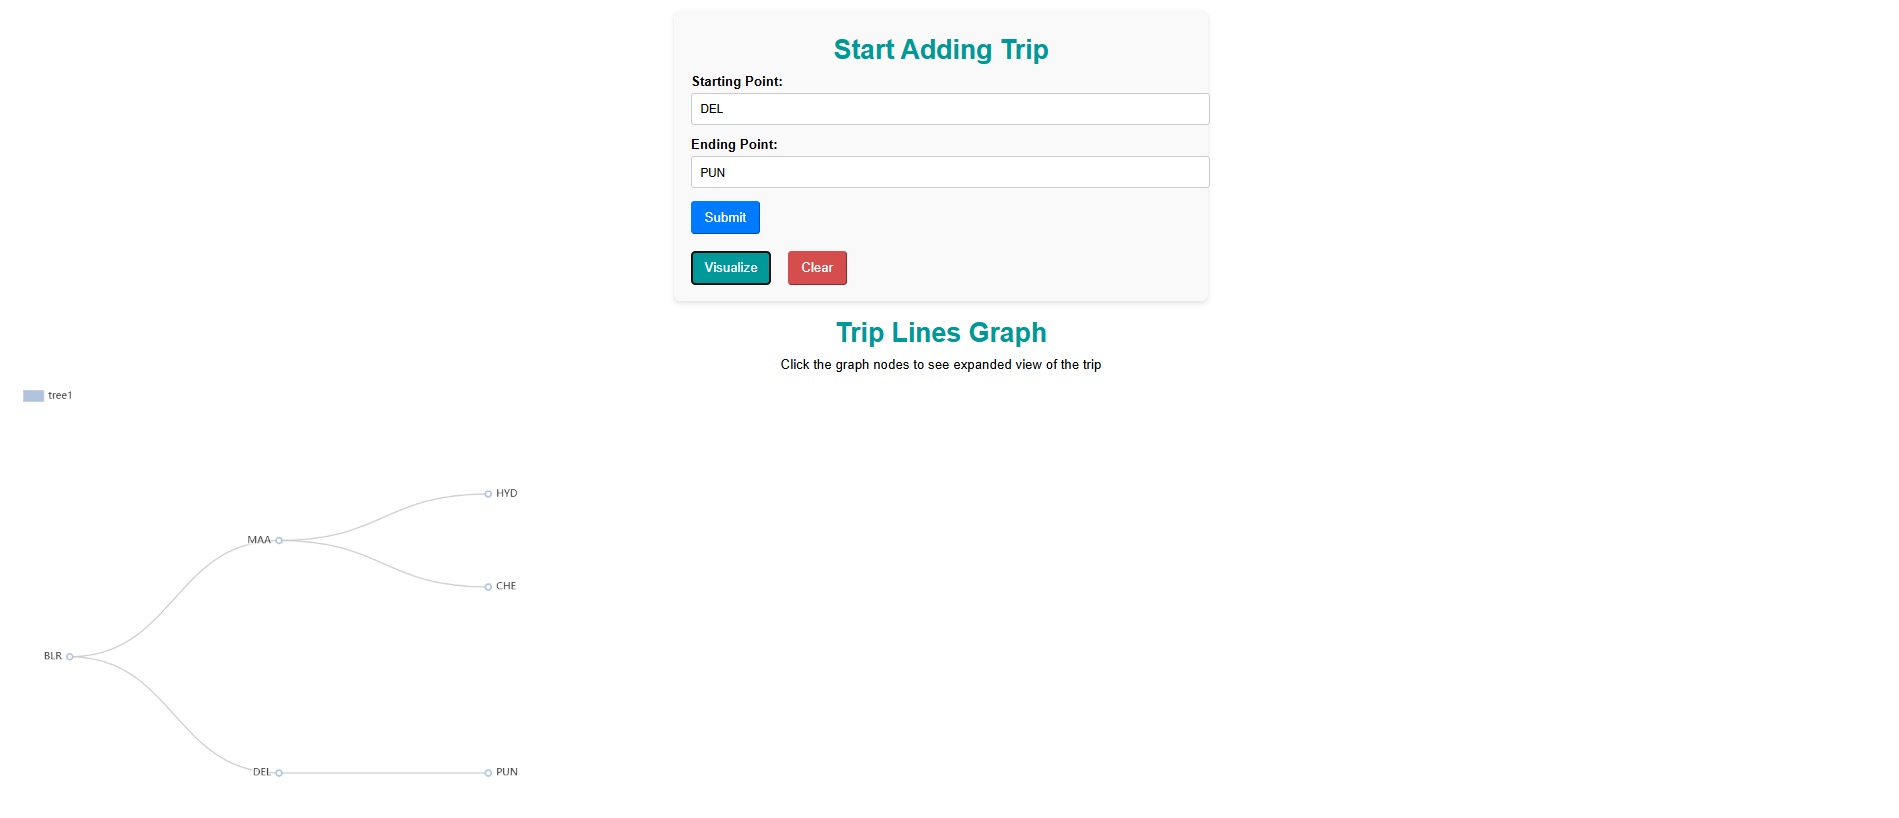 Start Adding Trip
Starting Point:
DEL
Ending Point:
PUN
Submit
Visualize Clear
Trip Lines Graph
Click the graph nodes to see expanded view of the trip
tree1
HYD
MAA
CHE
BLR
DEL PUN